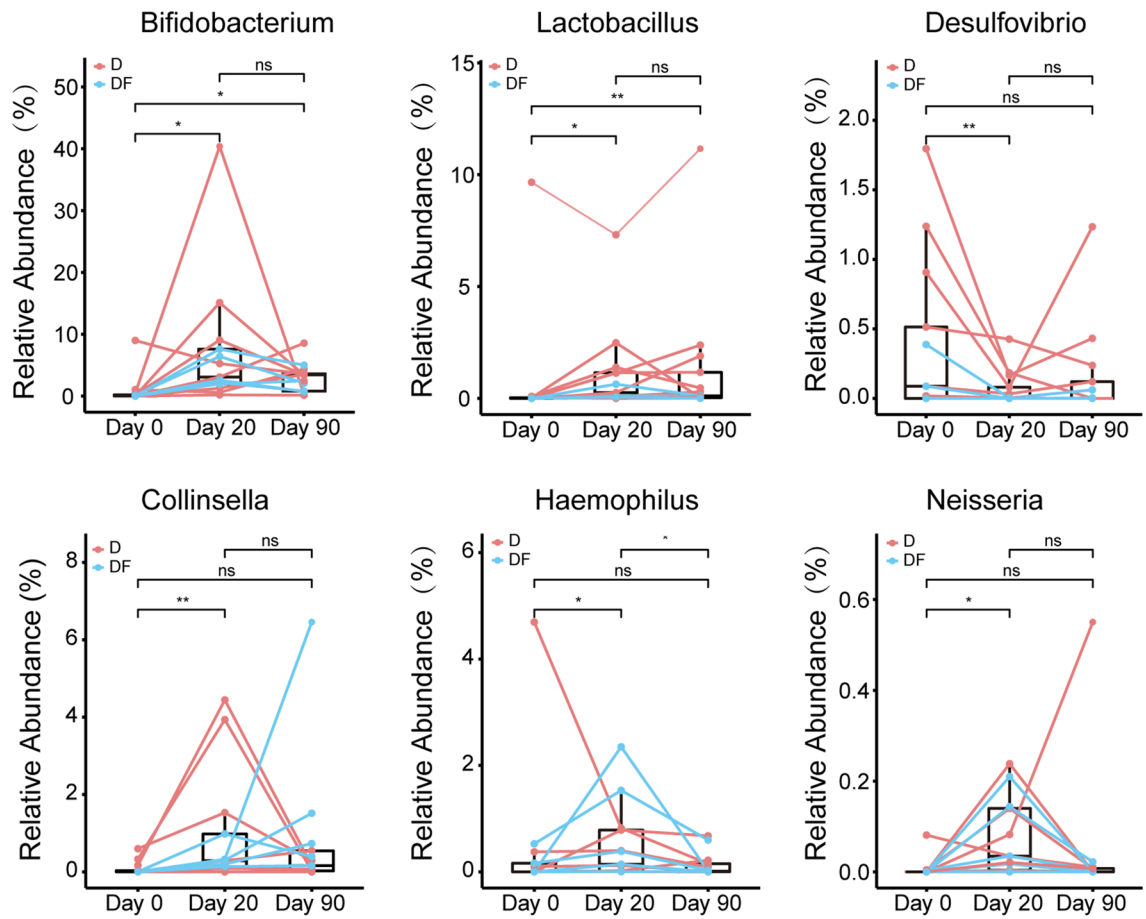 Bifidobacterium
D
DF
ns
*
*
50
40
30
20
10
0
Relative Abundance (%)
Day 0 Day 20 Day 90
Lactobacillus
D
DF
ns
**
*
15
10
5
0
Relative Abundance (%)
Day 0 Day 20 Day 90
Desulfovibrio
D
DF
ns
ns
**
2.0
1.5
1.0
0.5
0.0
Relative Abundance (%)
Day 0 Day 20 Day 90
Collinsella
D
DF
ns
ns
**
8
6
4
2
0
Relative Abundance (%)
Day 0 Day 20 Day 90
Haemophilus
D
DF
*
ns
*
6
4
2
0
Relative Abundance (%)
Day 0 Day 20 Day 90
Neisseria
D
DF
ns
ns
*
0.6
0.4
0.2
0.0
Relative Abundance (%)
Day 0 Day 20 Day 90